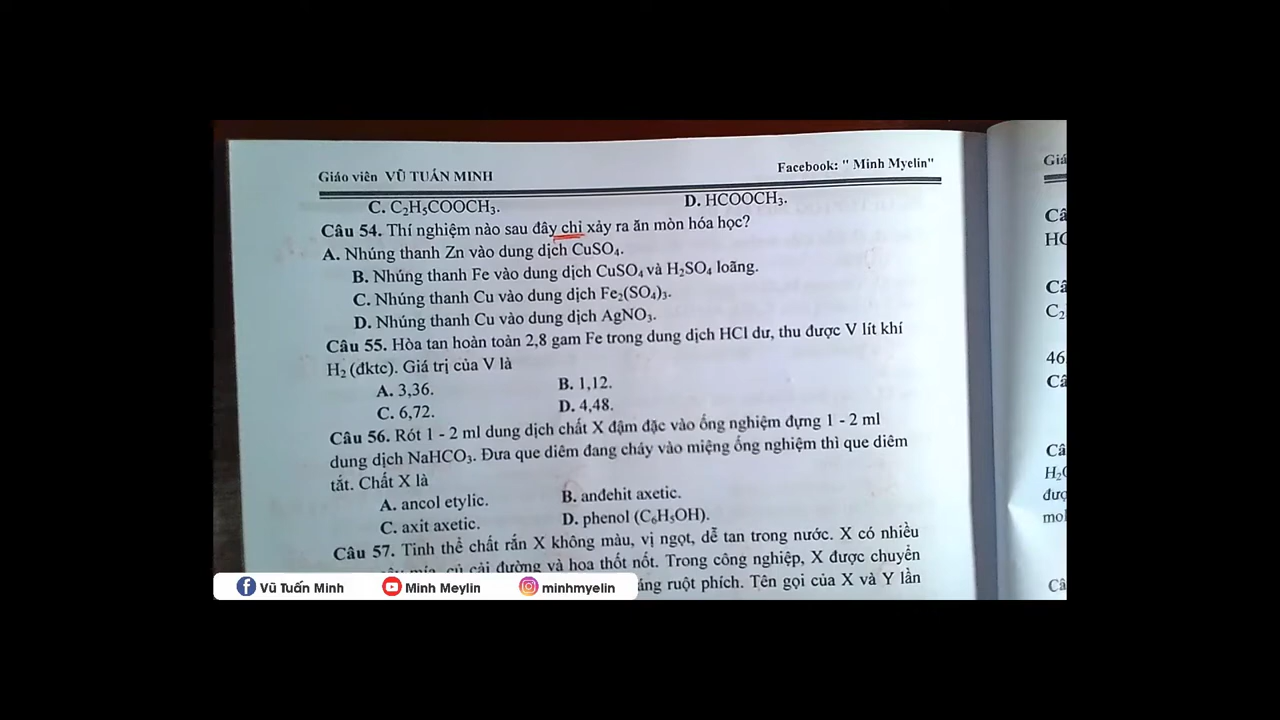 Giáo viên VŨ TUẤN MINH
Facebook: " Minh Myelin"
C. C₂H₅COOCH₃.
D. HCOOCH₃.
Câu 54. Thí nghiệm nào sau đây chỉ xảy ra ăn mòn hóa học?
A. Nhúng thanh Zn vào dung dịch CuSO₄.
B. Nhúng thanh Fe vào dung dịch CuSO₄ và H₂SO₄ loãng.
C. Nhúng thanh Cu vào dung dịch Fe₂(SO₄)₃.
D. Nhúng thanh Cu vào dung dịch AgNO₃.
Câu 55. Hòa tan hoàn toàn 2,8 gam Fe trong dung dịch HCl dư, thu được V lít khí
H₂ (đktc). Giá trị của V là
A. 3,36.
B. 1,12.
C. 6,72.
D. 4,48.
Câu 56. Rót 1 - 2 ml dung dịch chất X đậm đặc vào ống nghiệm đựng 1 - 2 ml
dung dịch NaHCO₃. Đưa que diêm đang cháy vào miệng ống nghiệm thì que diêm
tắt. Chất X là
A. ancol etylic.
B. anđehit axetic.
C. axit axetic.
D. phenol (C₆H₅OH).
Câu 57. Tinh thể chất rắn X không màu, vị ngọt, dễ tan trong nước. X có nhiều
mía, củ cải đường và hoa thốt nốt. Trong công nghiệp, X được chuyển
ruột phích. Tên gọi của X và Y lần
Vũ Tuấn Minh
Minh Meylin
minhmyelin
Câ
C₂
46
Câ
Câ
mol
Câ